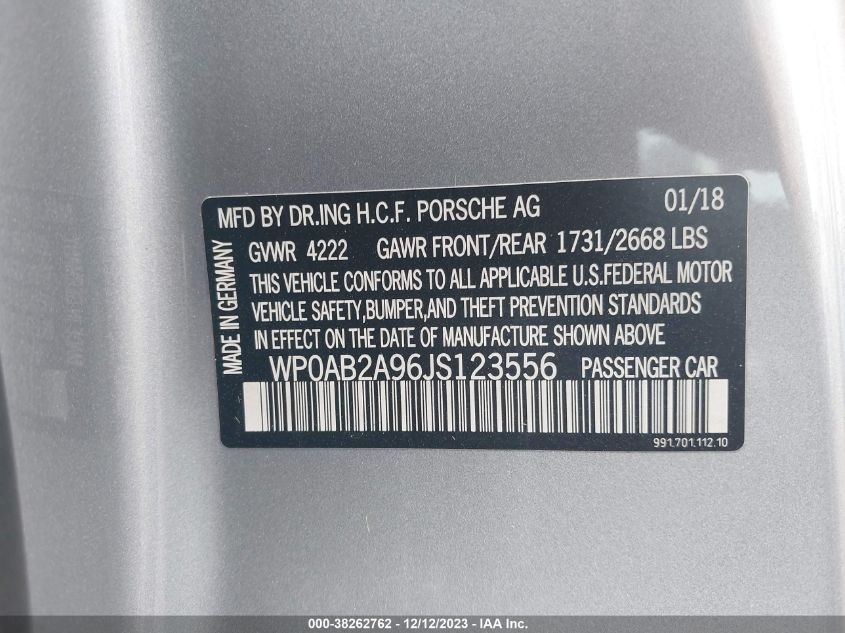 MFD BY DR.ING H.C.F. PORSCHE AG 01/18
GVWR 4222 GAWR FRONT/REAR 1731/2668 LBS
THIS VEHICLE CONFORMS TO ALL APPLICABLE U.S.FEDERAL MOTOR
VEHICLE SAFETY,BUMPER,AND THEFT PREVENTION STANDARDS
IN EFFECT ON THE DATE OF MANUFACTURE SHOWN ABOVE
WP0AB2A96JS123556 PASSENGER CAR
MADE IN GERMANY
991.701.112.10
000-38262762 - 12/12/2023 - IAA Inc.